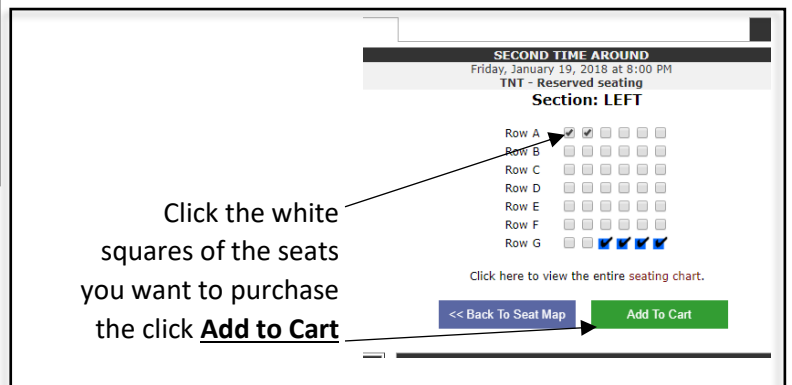 SECOND TIME AROUND
Friday, January 19, 2018 at 8:00 PM
TNT - Reserved seating
Section: LEFT
Row A
Row B
Row C
Row D
Row E
Row F
Row G
Click the white
squares of the seats
you want to purchase
the click Add to Cart
Click here to view the entire seating chart.
<< Back To Seat Map
Add To Cart